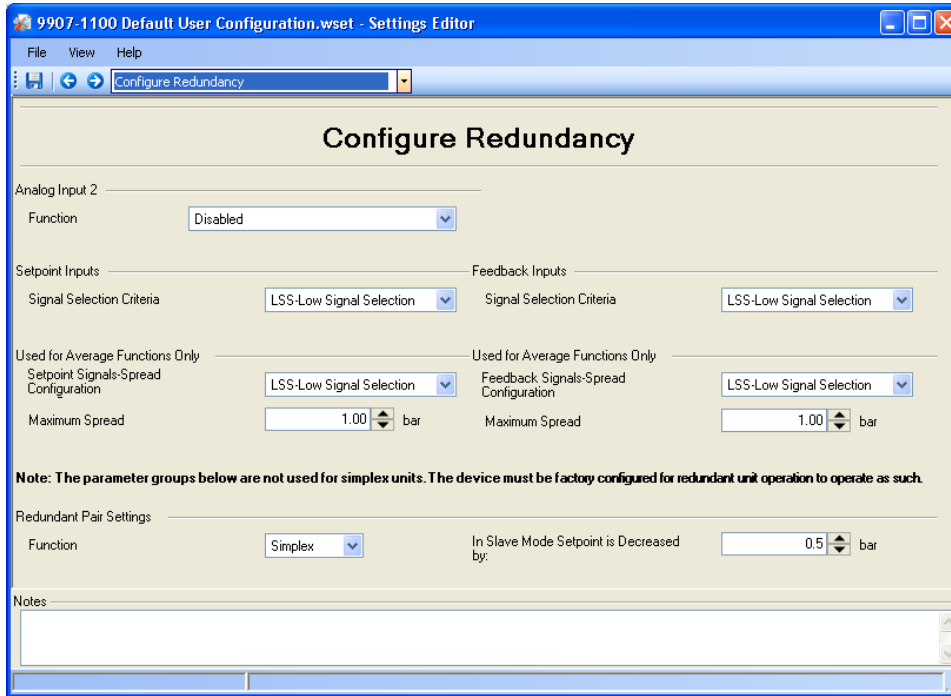 9907-1100 Default User Configuration.wset - Settings Editor
File View Help
Configure Redundancy
Configure Redundancy
Analog Input 2
Function Disabled
Setpoint Inputs Feedback Inputs
Signal Selection Criteria LSS-Low Signal Selection Signal Selection Criteria LSS-Low Signal Selection
Used for Average Functions Only Used for Average Functions Only
Setpoint Signals-Spread Configuration LSS-Low Signal Selection Feedback Signals-Spread Configuration LSS-Low Signal Selection
Maximum Spread 1.00 bar Maximum Spread 1.00 bar
Note: The parameter groups below are not used for simplex units. The device must be factory configured for redundant unit operation to operate as such.
Redundant Pair Settings
Function Simplex In Slave Mode Setpoint is Decreased by: 0.5 bar
Notes